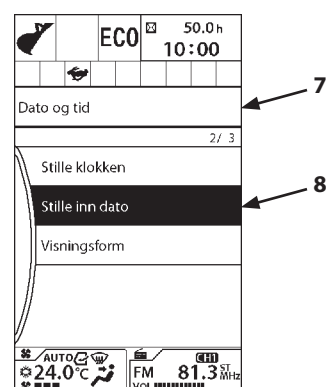 ECO 50.0 h
10:00
Dato og tid 7
2/ 3
Stille klokken
Stille inn dato 8
Visningsform
AUTO CH1
24.0°C FM 81.3 ST MHz
VOL